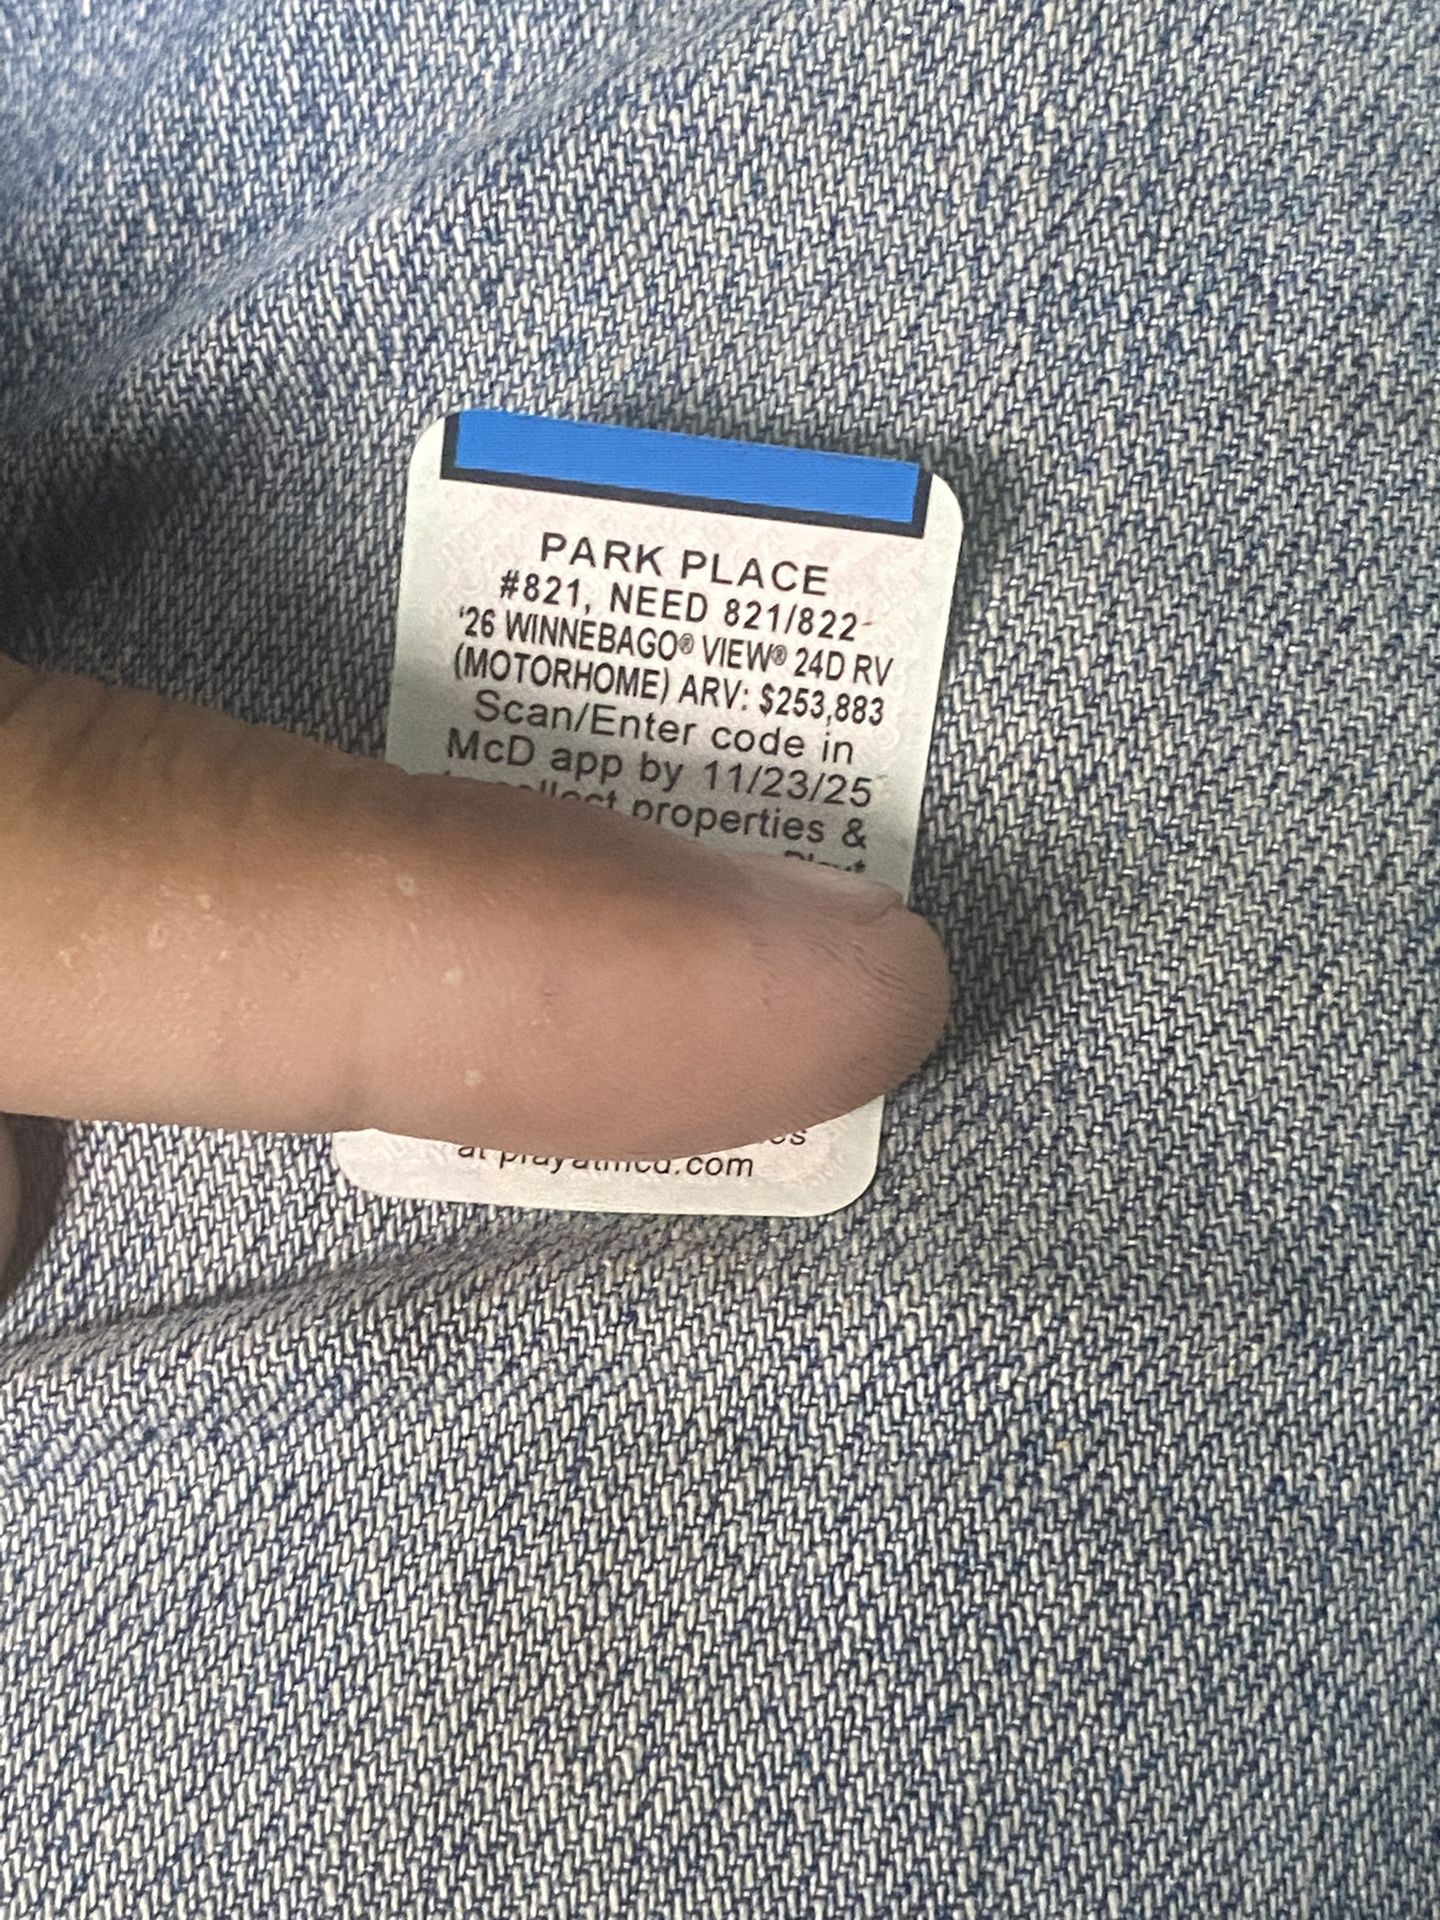 PARK PLACE
#821, NEED 821/822
'26 WINNEBAGO® VIEW® 24D RV
(MOTORHOME) ARV: $253,883
Scan/Enter code in
McD app by 11/23/25
properties &
Play*
at playatmcd.com